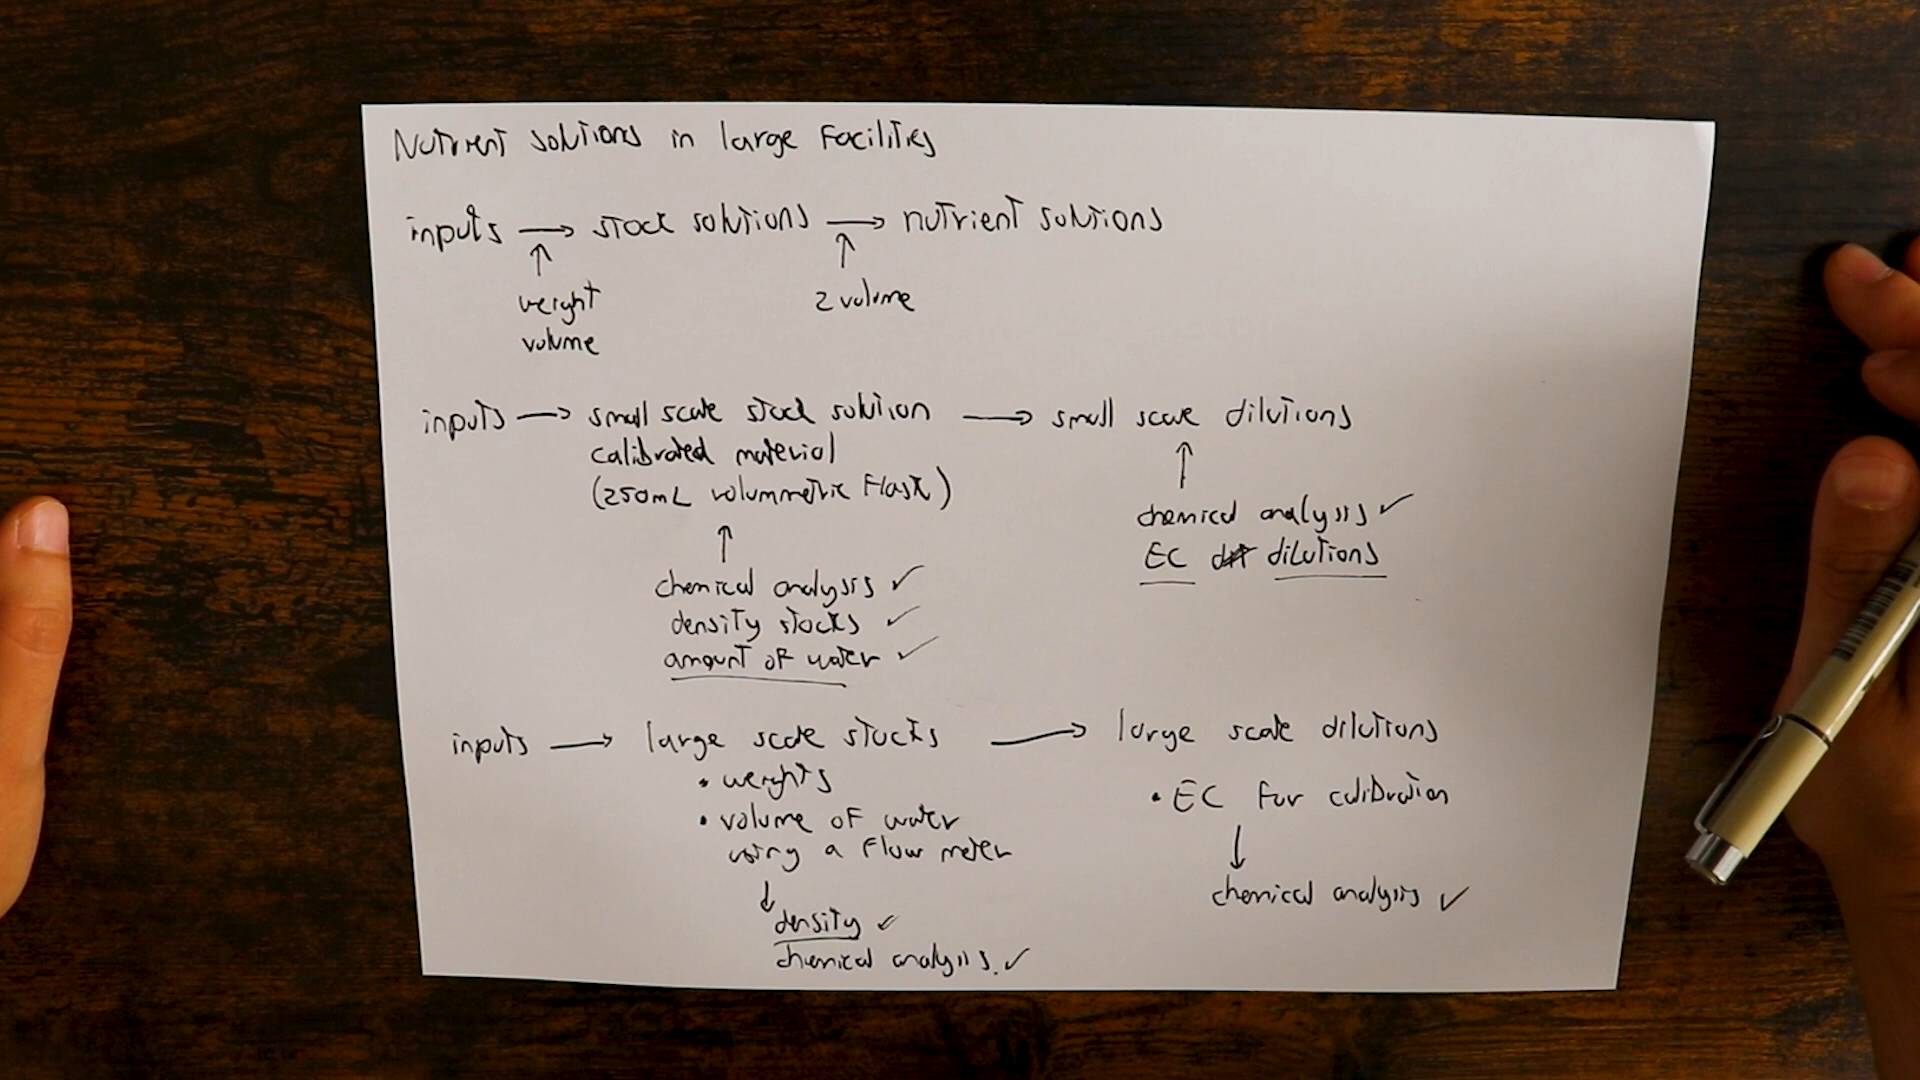 Nutrient solutions in large facilities
inputs → stock solutions → nutrient solutions
↑ ↑
weight 2 volume
volume
inputs → small scale stock solution → small scale dilutions
calibrated material ↑
(250mL volummetric flask) chemical analysis ✓
↑ EC dilutions
chemical analysis ✓
density stocks ✓
amount of water ✓
inputs → large scale stocks → large scale dilutions
• weights • EC for calibration
• volume of water ↓
using a flow meter chemical analysis ✓
↓
density ✓
chemical analysis. ✓